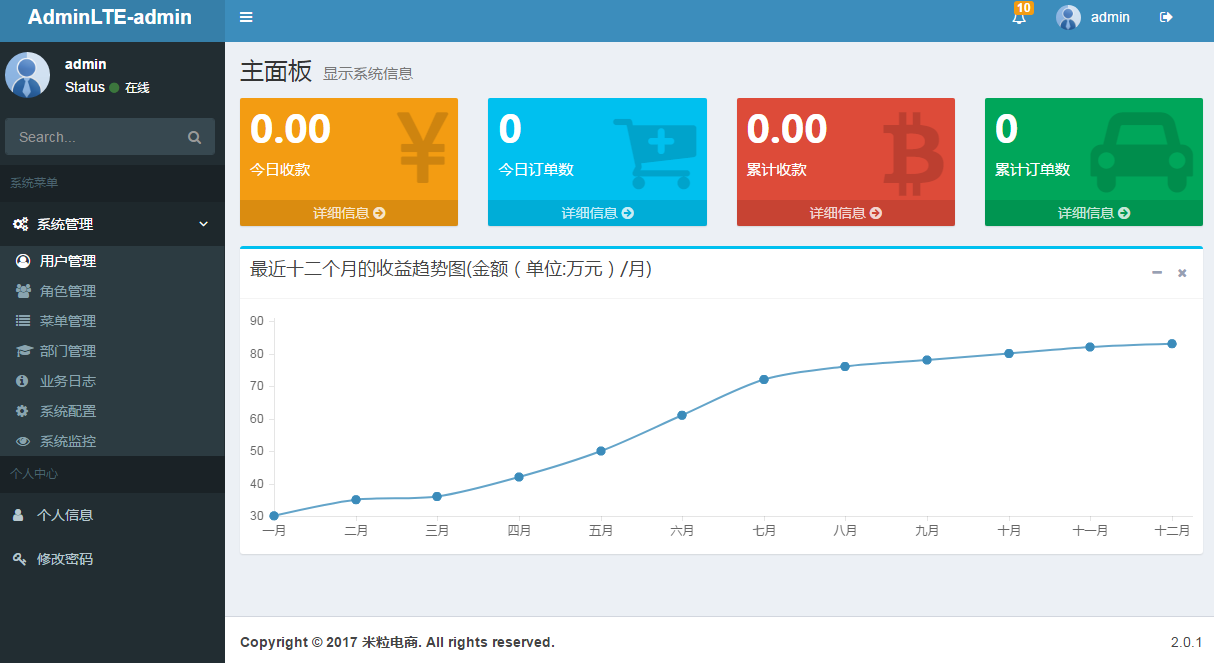 AdminLTE-admin
10
admin
admin
Status 在线
Search...
系统菜单
系统管理
用户管理
角色管理
菜单管理
部门管理
业务日志
系统配置
系统监控
个人中心
个人信息
修改密码
主面板 显示系统信息
0.00
今日收款
详细信息
0
今日订单数
详细信息
0.00
累计收款
详细信息
0
累计订单数
详细信息
最近十二个月的收益趋势图(金额（单位:万元）/月)
90
80
70
60
50
40
30
一月 二月 三月 四月 五月 六月 七月 八月 九月 十月 十一月 十二月
Copyright © 2017 米粒电商. All rights reserved.
2.0.1